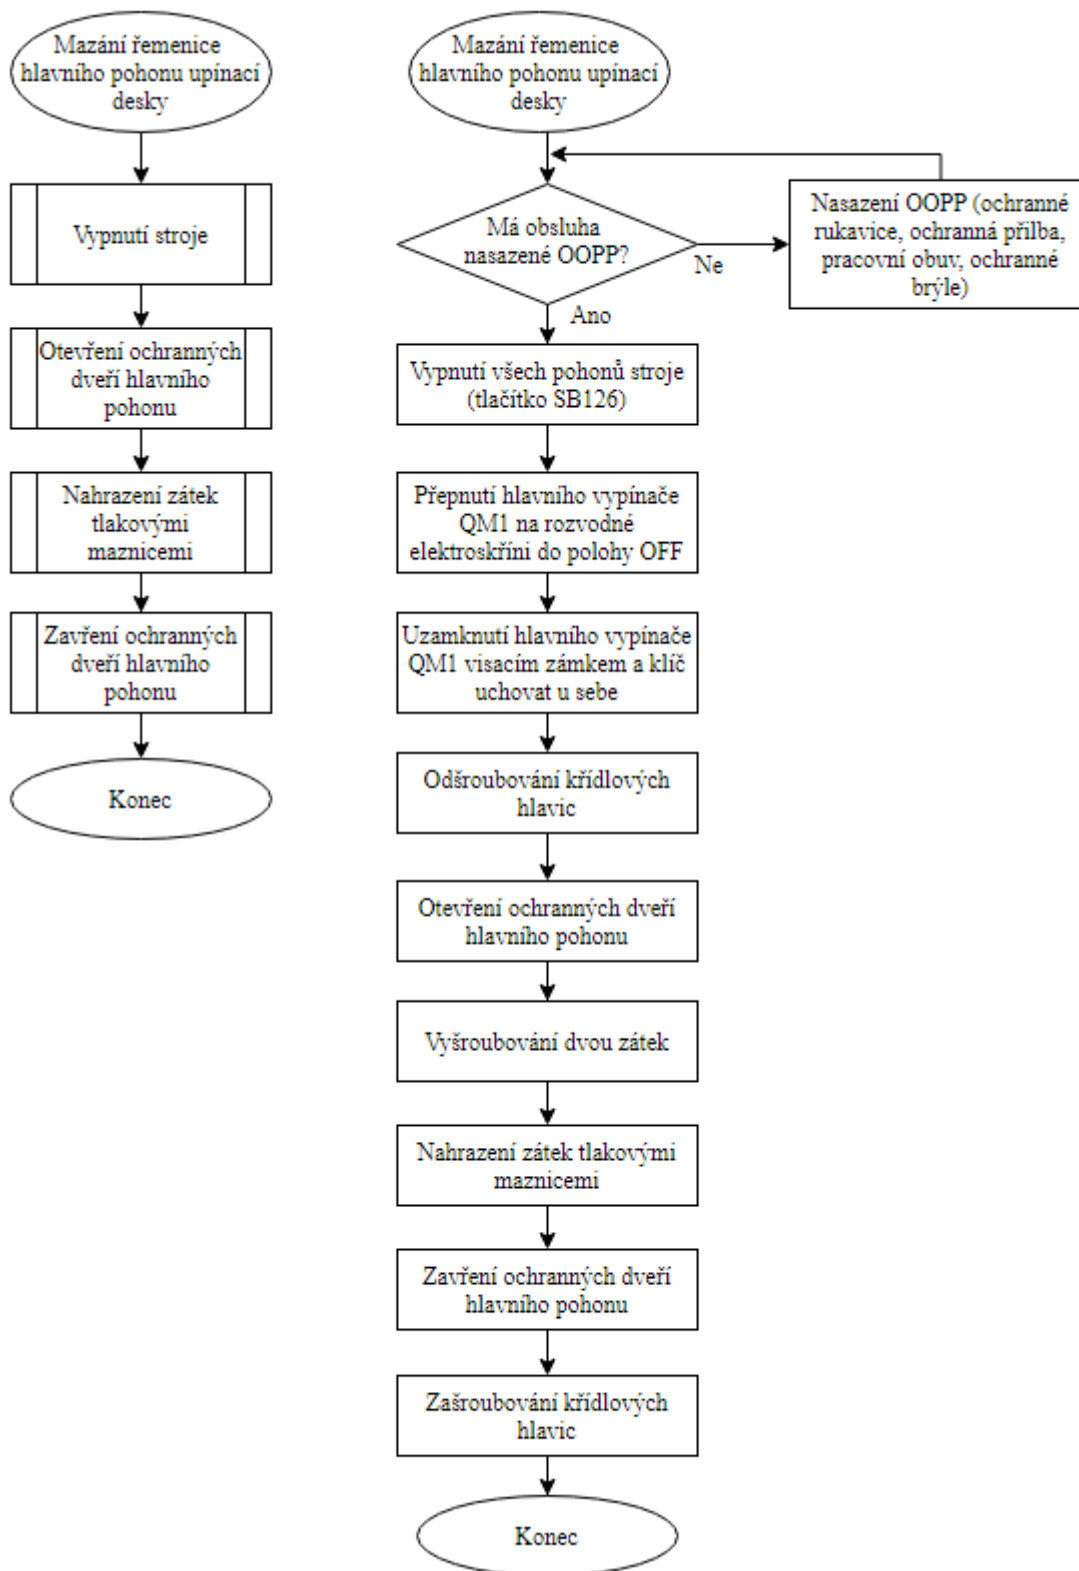 Mazání řemenice
hlavního pohonu upínací
desky
Vypnutí stroje
Otevření ochranných
dveří hlavního
pohonu
Nahrazení zátek
tlakovými
maznicemi
Zavření ochranných
dveří hlavního
pohonu
Konec
Mazání řemenice
hlavního pohonu upínací
desky
Má obsluha
nasazené OOPP?
Ne
Nasazení OOPP (ochranné
rukavice, ochranná přilba,
pracovní obuv, ochranné
brýle)
Ano
Vypnutí všech pohonů stroje
(tlačítko SB126)
Přepnutí hlavního vypínače
QM1 na rozvodné
elektroskříni do polohy OFF
Uzamknutí hlavního vypínače
QM1 visacím zámkem a klíč
uchovat u sebe
Odšroubování křídlových
hlavic
Otevření ochranných dveří
hlavního pohonu
Vyšroubování dvou zátek
Nahrazení zátek tlakovými
maznicemi
Zavření ochranných dveří
hlavního pohonu
Zašroubování křídlových
hlavic
Konec